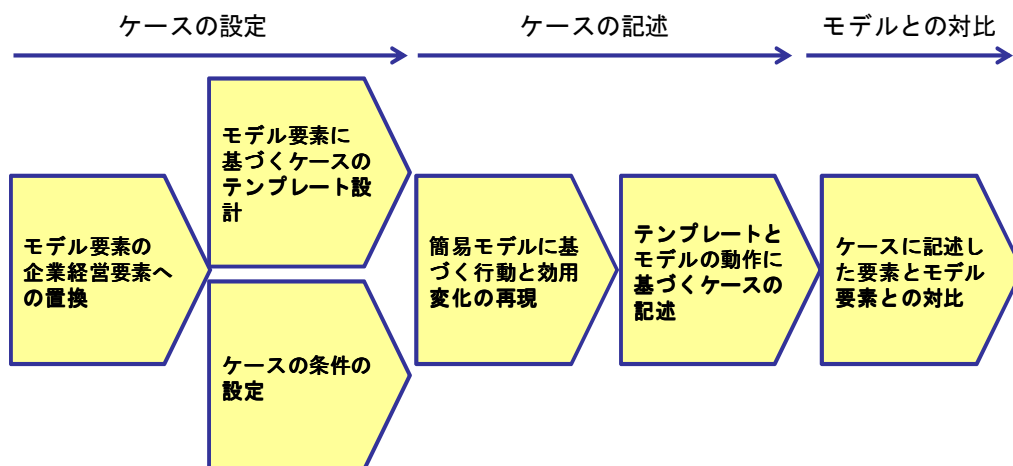 ケースの設定
ケースの記述
モデルとの対比
モデル要素の
企業経営要素へ
の置換
モデル要素に
基づくケースの
テンプレート設
計
ケースの条件の
設定
簡易モデルに基
づく行動と効用
変化の再現
テンプレートと
モデルの動作に
基づくケースの
記述
ケースに記述し
た要素とモデル
要素との対比